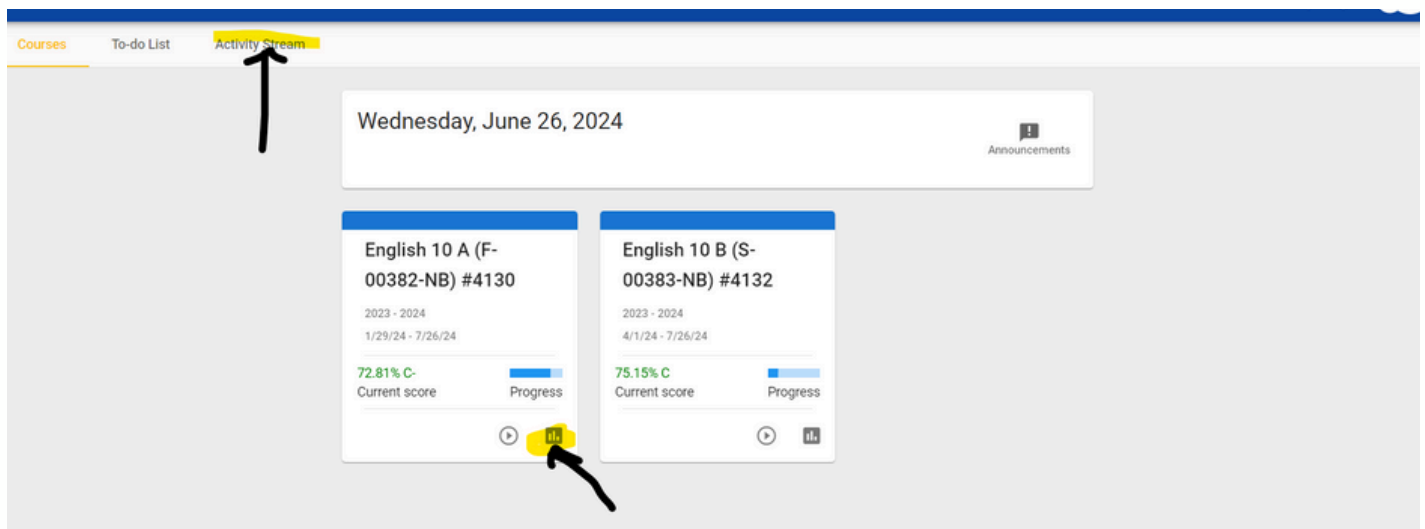 Courses To-do List Activity Stream
Wednesday, June 26, 2024
Announcements
English 10 A (F-
00382-NB) #4130
2023 - 2024
1/29/24 - 7/26/24
72.81% C-
Current score Progress
English 10 B (S-
00383-NB) #4132
2023 - 2024
4/1/24 - 7/26/24
75.15% C
Current score Progress